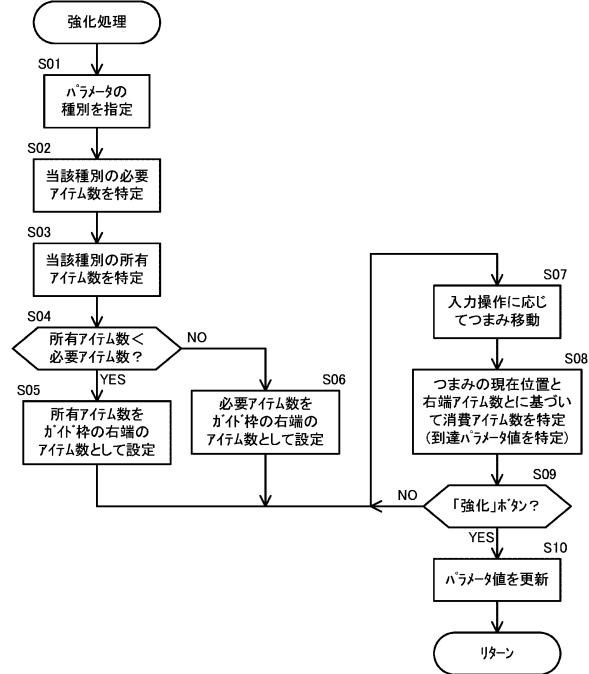 強化処理
S01
パラメータの
種別を指定
S02
当該種別の必要
アイテム数を特定
S03
当該種別の所有
アイテム数を特定
S04
所有アイテム数<
必要アイテム数?
NO
YES
S05
所有アイテム数を
ガイド枠の右端の
アイテム数として設定
S06
必要アイテム数を
ガイド枠の右端の
アイテム数として設定
S07
入力操作に応じ
てつまみ移動
S08
つまみの現在位置と
右端アイテム数とに基づい
て消費アイテム数を特定
(到達パラメータ値を特定)
S09
「強化」ボタン?
NO
YES
S10
パラメータ値を更新
リターン